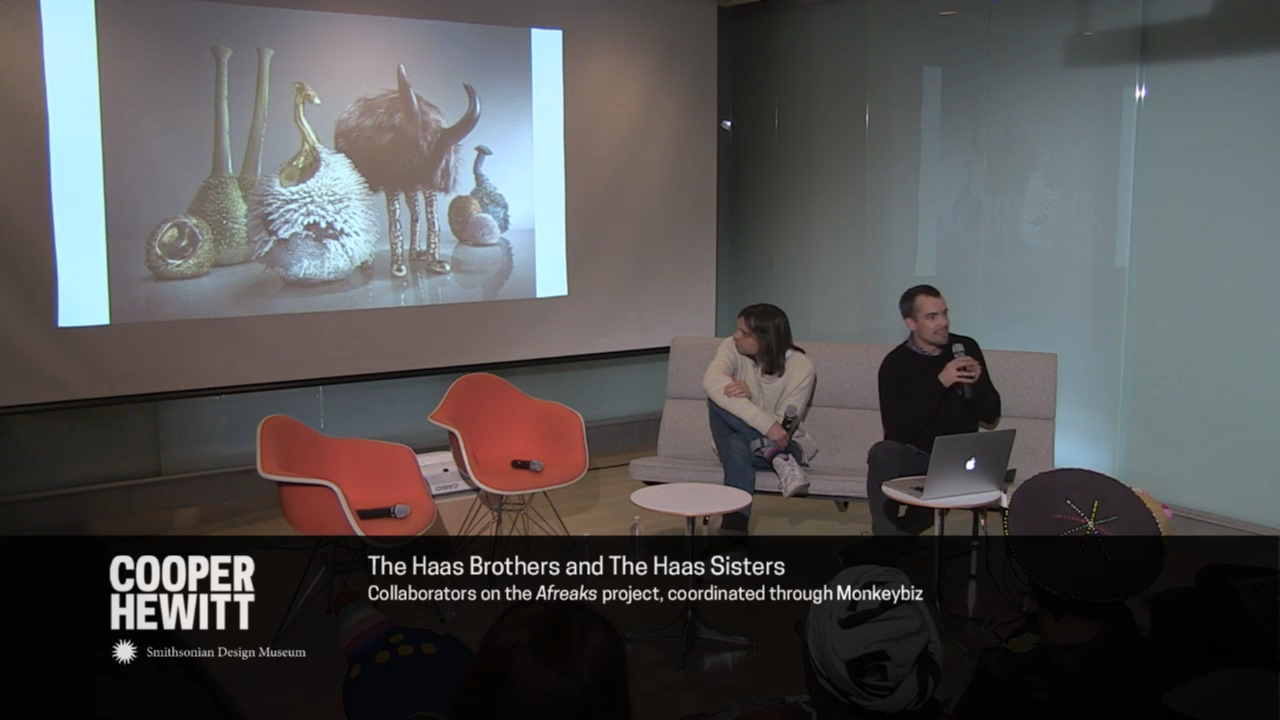 COOPER
HEWITT
Smithsonian Design Museum
The Haas Brothers and The Haas Sisters
Collaborators on the Afreaks project, coordinated through Monkeybiz
CASIO